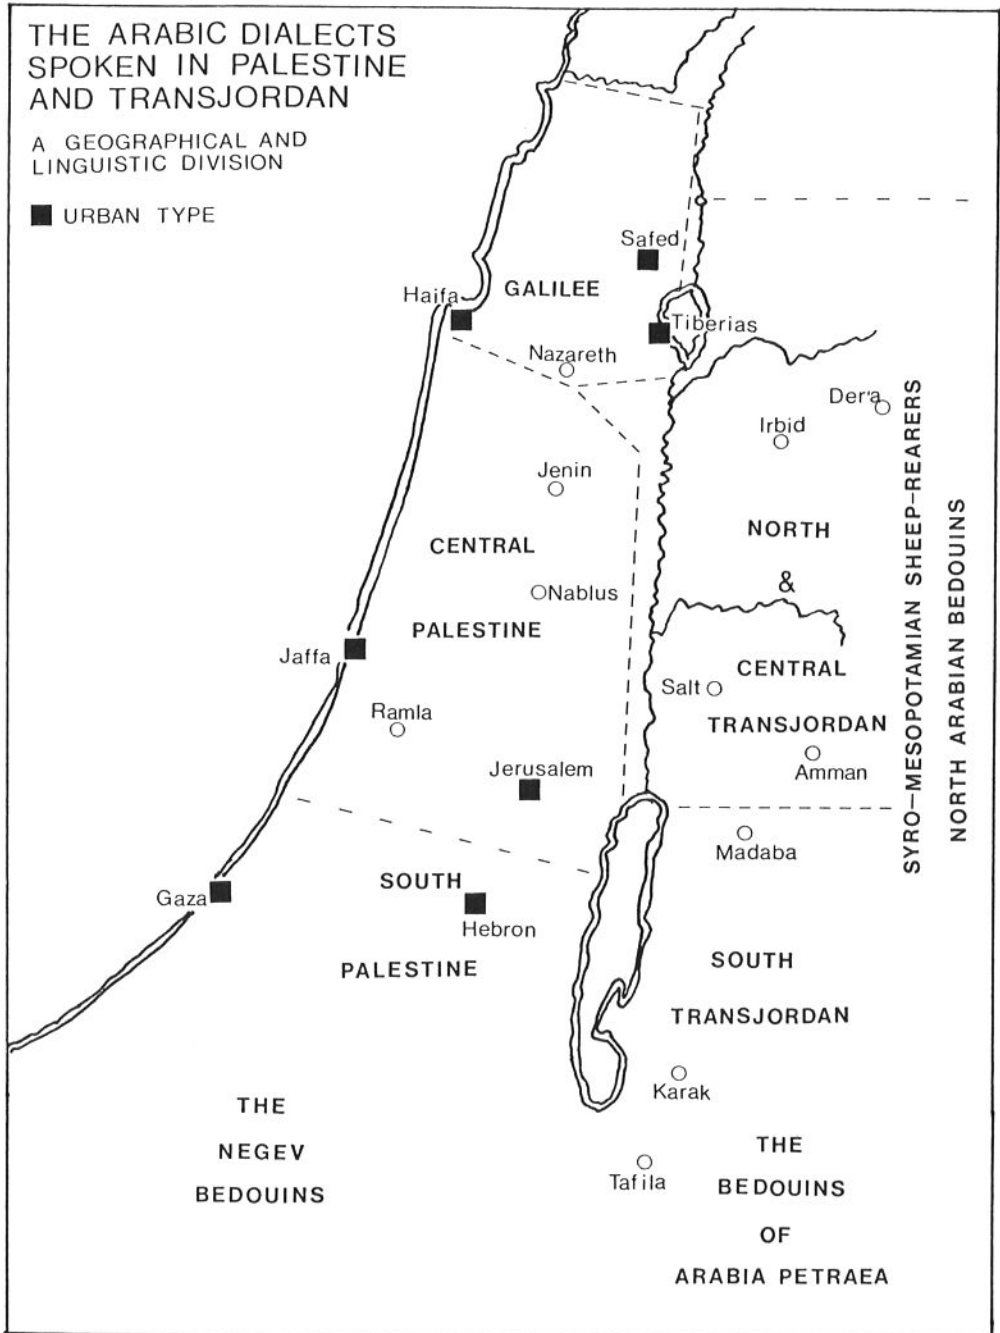 THE ARABIC DIALECTS
SPOKEN IN PALESTINE
AND TRANSJORDAN
A GEOGRAPHICAL AND
LINGUISTIC DIVISION
URBAN TYPE
Safed
GALILEE
Haifa
Tiberias
Nazareth
Der'a
Irbid
Jenin
NORTH
CENTRAL
&
Nablus
PALESTINE
Jaffa
CENTRAL
Salt
Ramla
TRANSJORDAN
Jerusalem
Amman
Madaba
SYRO-MESOPOTAMIAN SHEEP-REARERS
NORTH ARABIAN BEDOUINS
SOUTH
Gaza
Hebron
PALESTINE
SOUTH
TRANSJORDAN
Karak
THE
NEGEV
BEDOUINS
Tafila
THE
BEDOUINS
OF
ARABIA PETRAEA